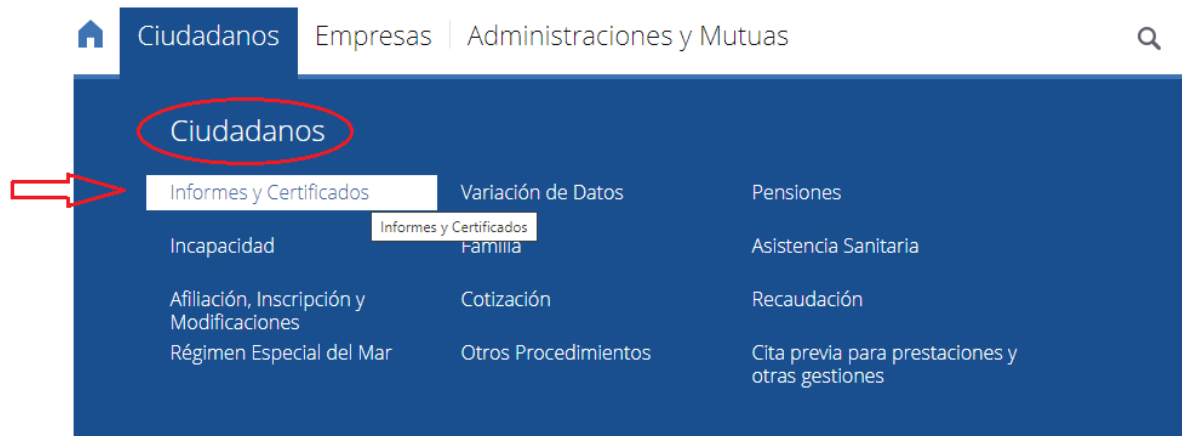 Ciudadanos Empresas Administraciones y Mutuas
Ciudadanos
Informes y Certificados Variación de Datos Pensiones
Informes y Certificados
Incapacidad Familia Asistencia Sanitaria
Afiliación, Inscripción y Cotización Recaudación
Modificaciones
Régimen Especial del Mar Otros Procedimientos Cita previa para prestaciones y
otras gestiones